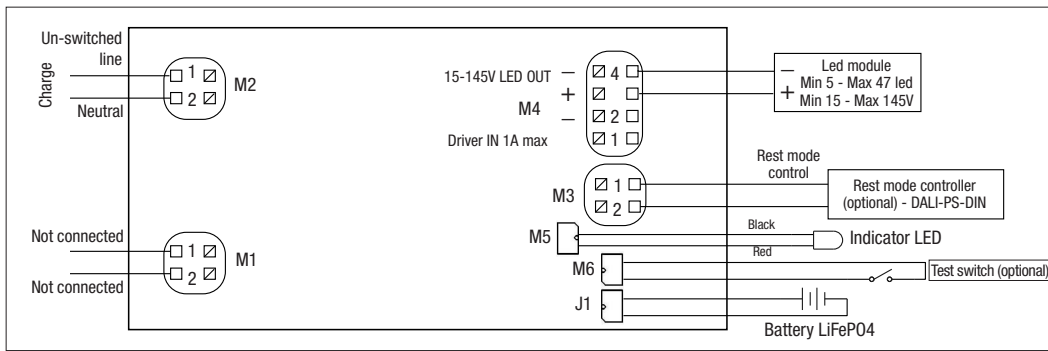 Un-switched
line
Charge
Neutral
1
2
M2
Not connected
Not connected
1
2
M1
15-145V LED OUT
−
+
−
M4
Driver IN 1A max
4
2
1
−
+
Led module
Min 5 - Max 47 led
Min 15 - Max 145V
M3
1
2
Rest mode
control
Rest mode controller
(optional) - DALI-PS-DIN
M5
Black
Red
Indicator LED
M6
Test switch (optional)
J1
Battery LiFePO4